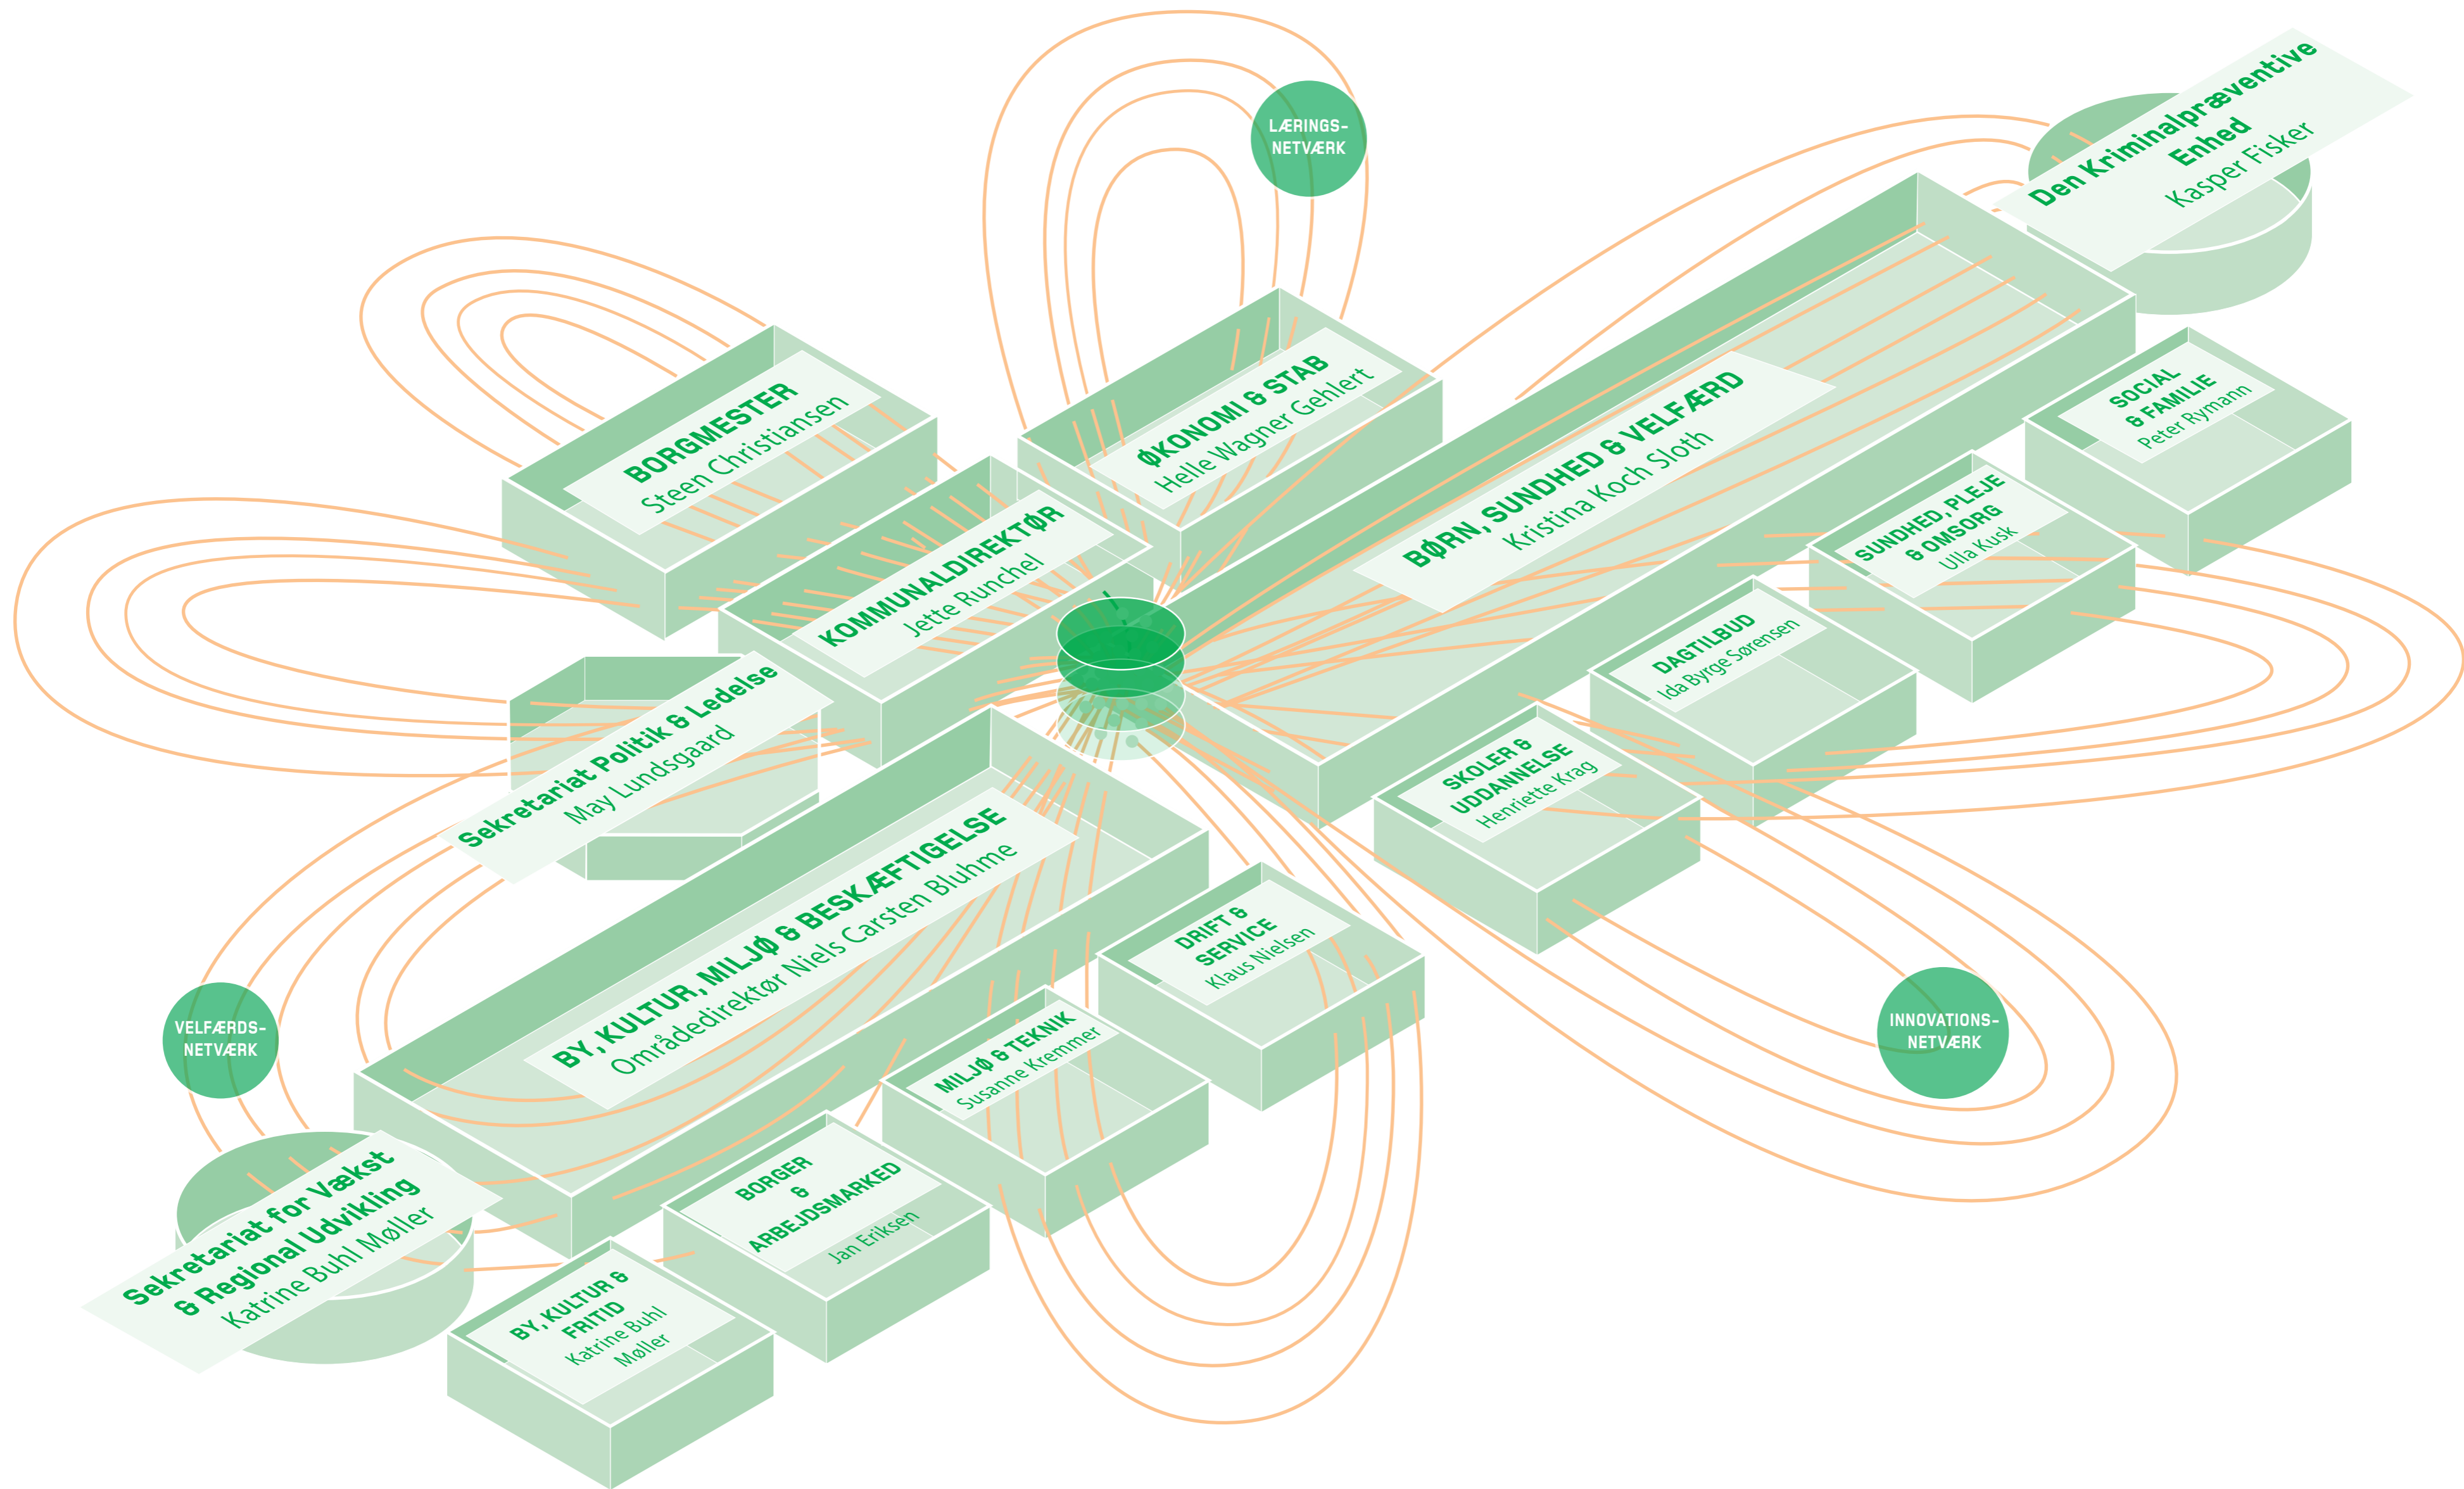 LÆRINGS-
NETVÆRK
Den Kriminalpræventive
Enhed
Kasper Fisker
BORGMESTER
Steen Christiansen
ØKONOMI & STAB
Helle Wagner Gehlert
BØRN, SUNDHED & VELFÆRD
Kristina Koch Sloth
SOCIAL
& FAMILIE
Peter Rymann
KOMMUNALDIREKTØR
Jette Runchel
SUNDHED, PLEJE
& OMSORG
Ulla Kusk
DAGTILBUD
Ida Byrge Sørensen
Sekretariat Politik & Ledelse
May Lundsgaard
SKOLER &
UDDANNELSE
Henriette Krag
BY, KULTUR, MILJØ & BESKÆFTIGELSE
Områdedirektør Niels Carsten Bluhme
DRIFT &
SERVICE
Klaus Nielsen
VELFÆRDS-
NETVÆRK
INNOVATIONS-
NETVÆRK
MILJØ & TEKNIK
Susanne Kremmer
BORGER
&
ARBEJDSMARKED
Jan Eriksen
Sekretariat for Vækst
& Regional Udvikling
Katrine Buhl Møller
BY, KULTUR &
FRITID
Katrine Buhl
Møller